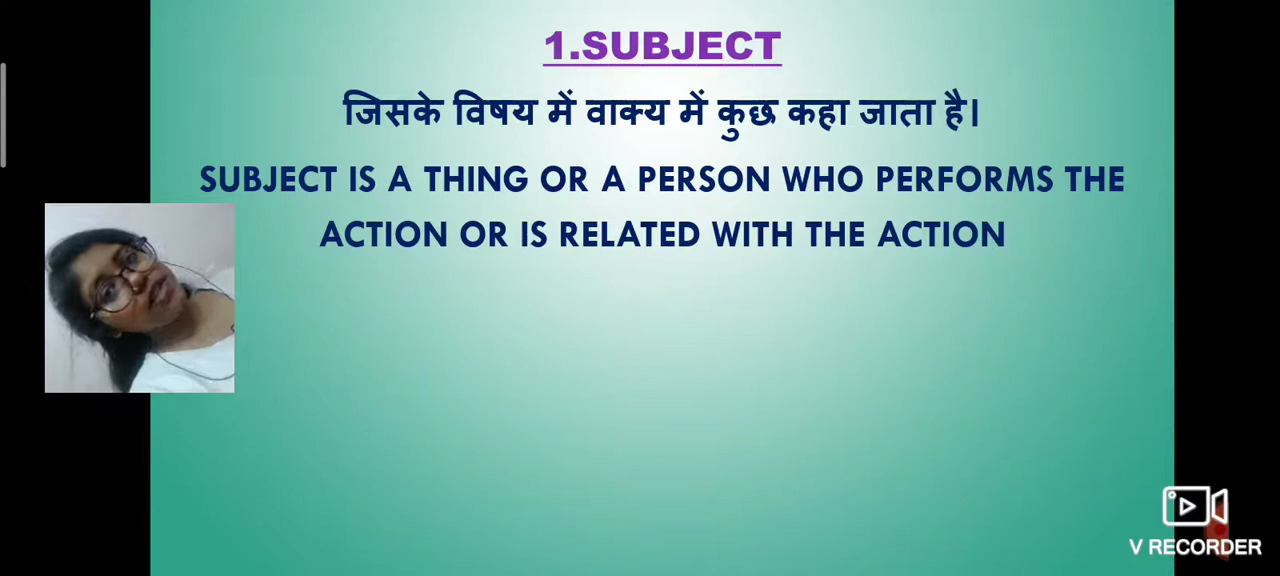 1.SUBJECT
जिसके विषय में वाक्य में कुछ कहा जाता है।
SUBJECT IS A THING OR A PERSON WHO PERFORMS THE
ACTION OR IS RELATED WITH THE ACTION
V RECORDER